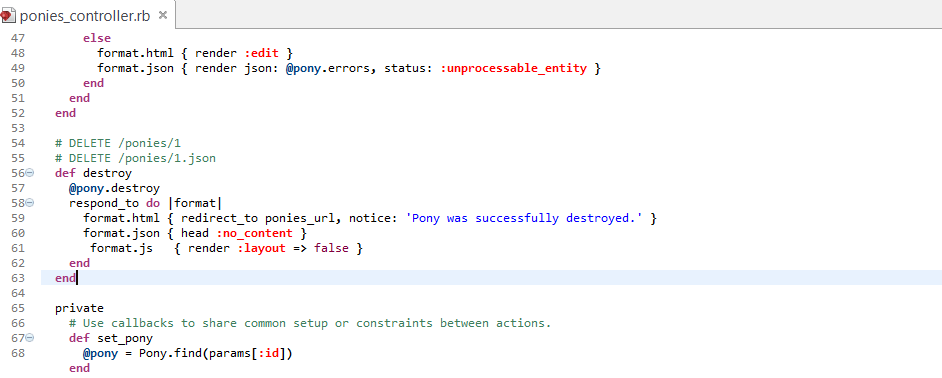 ponies_controller.rb
47 else
48 format.html { render :edit }
49 format.json { render json: @pony.errors, status: :unprocessable_entity }
50 end
51 end
52 end
53
54 # DELETE /ponies/1
55 # DELETE /ponies/1.json
56 def destroy
57 @pony.destroy
58 respond_to do |format|
59 format.html { redirect_to ponies_url, notice: 'Pony was successfully destroyed.' }
60 format.json { head :no_content }
61 format.js   { render :layout => false }
62 end
63 end
64
65 private
66 # Use callbacks to share common setup or constraints between actions.
67 def set_pony
68 @pony = Pony.find(params[:id])
end